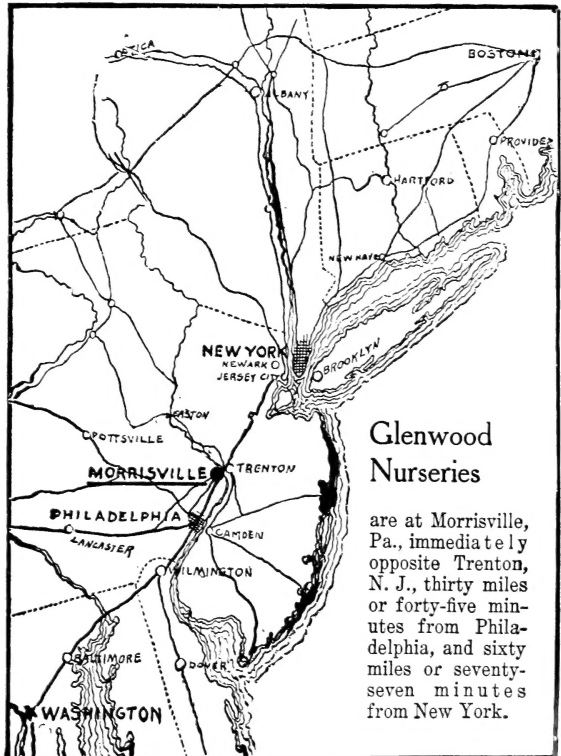 UTICA
BOSTON
ALBANY
PROVIDE
HARTFORD
NEW HAV
NEW YORK
NEWARK
JERSEY CITY
BROOKLYN
EASTON
POTTSVILLE
MORRISVILLE
TRENTON
PHILADELPHIA
CAMDEN
LANCASTER
WILMINGTON
BALTIMORE
DOVER
WASHINGTON
Glenwood
Nurseries
are at Morrisville,
Pa., immediately
opposite Trenton,
N. J., thirty miles
or forty-five min-
utes from Phila-
delphia, and sixty
miles or seventy-
seven minutes
from New York.